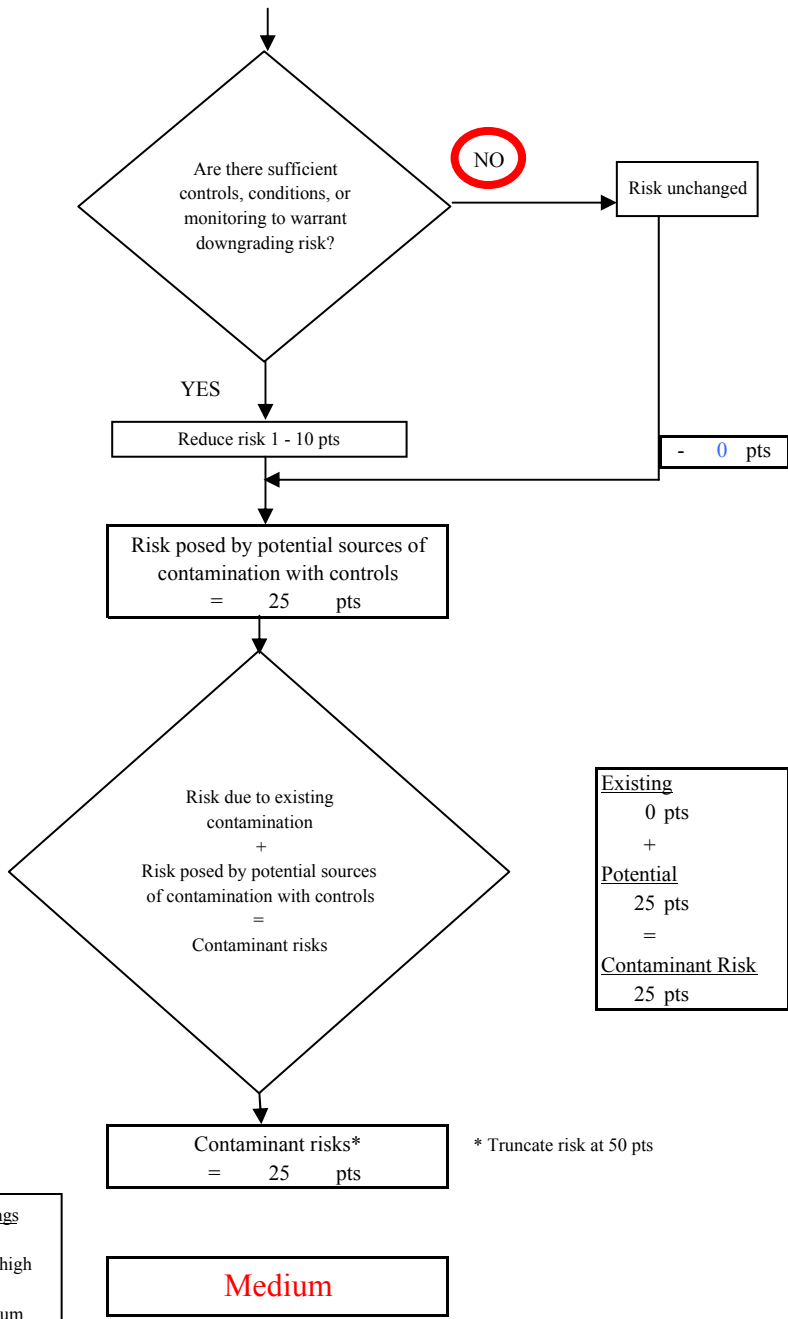 Are there sufficient
controls, conditions, or
monitoring to warrant
downgrading risk?
NO
Risk unchanged
YES
Reduce risk 1 - 10 pts
- 0 pts
Risk posed by potential sources of
contamination with controls
= 25 pts
Risk due to existing
contamination
+
Risk posed by potential sources
of contamination with controls
=
Contaminant risks
Existing
0 pts
+
Potential
25 pts
=
Contaminant Risk
25 pts
Contaminant risks*
= 25 pts
* Truncate risk at 50 pts
high
Medium